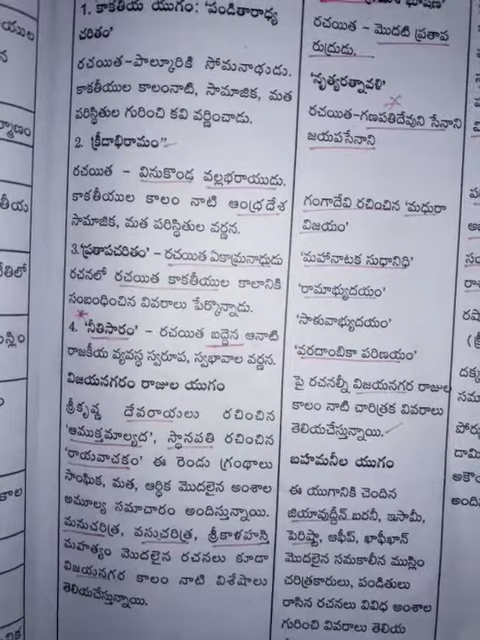 1. కాకతీయ యుగం: 'పండితారాధ్య
చరితం'
రచయిత-పాల్కూరికి సోమనాథుడు.
కాకతీయుల కాలంనాటి, సామాజిక, మత
పరిస్థితుల గురించి కవి వర్ణించాడు.
2. 'క్రీడాభిరామం"
రచయిత - వినుకొండ వల్లభరాయుడు.
కాకతీయుల కాలం నాటి ఆంధ్రదేశ
సామాజిక, మత పరిస్థితుల వర్ణన.
3.'ప్రతాపచరితం' - రచయిత ఏకామ్రనాథుడు
రచనలో రచయిత కాకతీయుల కాలానికి
సంబంధించిన వివరాలు పేర్కొన్నాడు.
4. 'నీతిసారం' - రచయిత బద్దెన ఆనాటి
రాజకీయ వ్యవస్థ స్వరూప, స్వభావాల వర్ణన.
విజయనగరం రాజుల యుగం
శ్రీకృష్ణ దేవరాయలు రచించిన
'ఆముక్తమాల్యద', స్థానపతి రచించిన
'రాయవాచకం' ఈ రెండు గ్రంథాలు
సాంఘిక, మత, ఆర్థిక మొదలైన అంశాల
అమూల్య సమాచారం అందిస్తున్నాయి.
మనుచరిత్ర, వసుచరిత్ర, శ్రీకాళహస్తి
మహత్యం మొదలైన రచనలు కూడా
విజయనగర కాలం నాటి విశేషాలు
తెలియచేస్తున్నాయి.
రచయిత - మొదటి ప్రతాప
రుద్రుడు.
'నృత్యరత్నావళి'
రచయిత-గణపతిదేవుని సేనాని
జయపసేనాని
గంగాదేవి రచించిన 'మధురా
విజయం'
'మహానాటక సుధానిధి'
'రామాభ్యుదయం'
'సాళువాభ్యుదయం'
'వరదాంబికా పరిణయం'
పై రచనల్నీ విజయనగర రాజుల
కాలం నాటి చారిత్రక వివరాలు
తెలియచేస్తున్నాయి.
బహమనీల యుగం
ఈ యుగానికి చెందిన
జియావుద్దీన్ బరనీ, ఇసామీ,
పెరిష్టా, ఆఫీఫ్, ఖాఫీఖాన్
మొదలైన సమకాలీన ముస్లిం
చరిత్రకారులు, పండితులు
రాసిన రచనలు వివిధ అంశాల
గురించి వివరాలు తెలియ